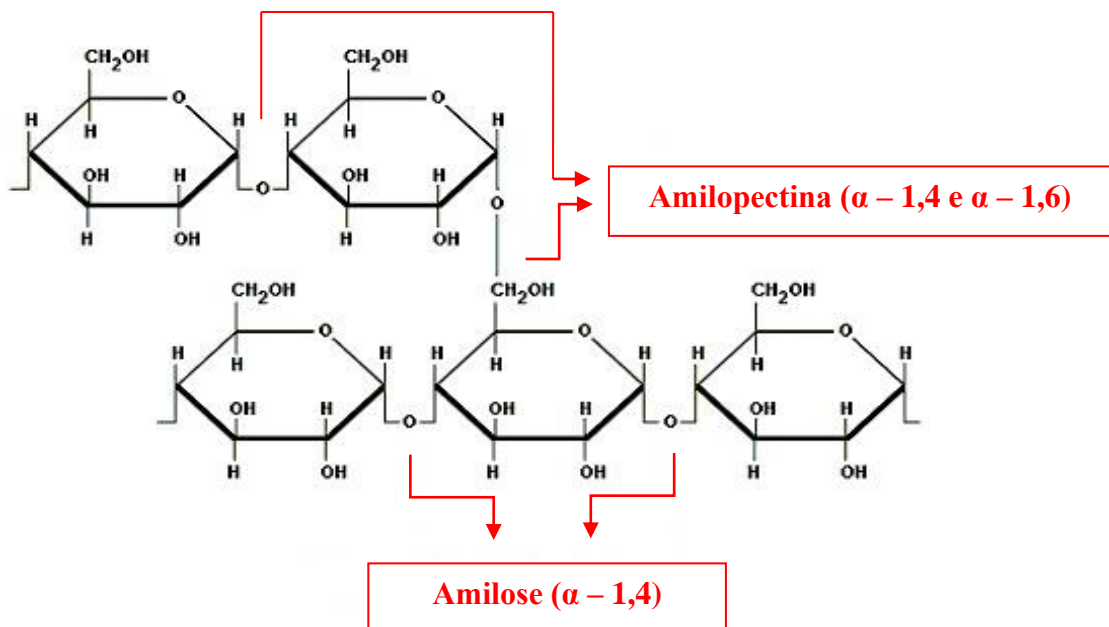 CH2OH CH2OH
O O
H H H H
H H
OH H OH H
O O
H OH H OH
Amilopectina (α – 1,4 e α – 1,6)
CH2OH CH2OH CH2OH
O O O
H H H H H H
H H H
OH H OH H OH H
O O
H OH H OH H OH
Amilose (α – 1,4)